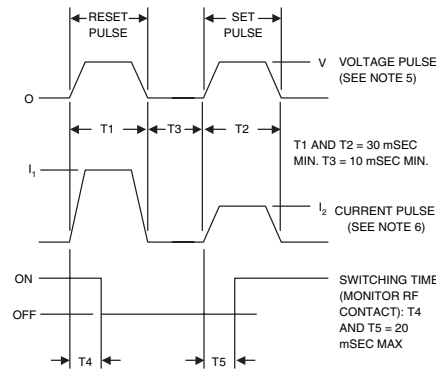 RESET
PULSE
SET
PULSE
V
VOLTAGE PULSE
(SEE NOTE 5)
O
T1
T3
T2
T1 AND T2 = 30 mSEC
MIN. T3 = 10 mSEC MIN.
I₁
I₂
CURRENT PULSE
(SEE NOTE 6)
ON
OFF
SWITCHING TIME
(MONITOR RF
CONTACT): T4
AND T5 = 20
mSEC MAX
T4
T5